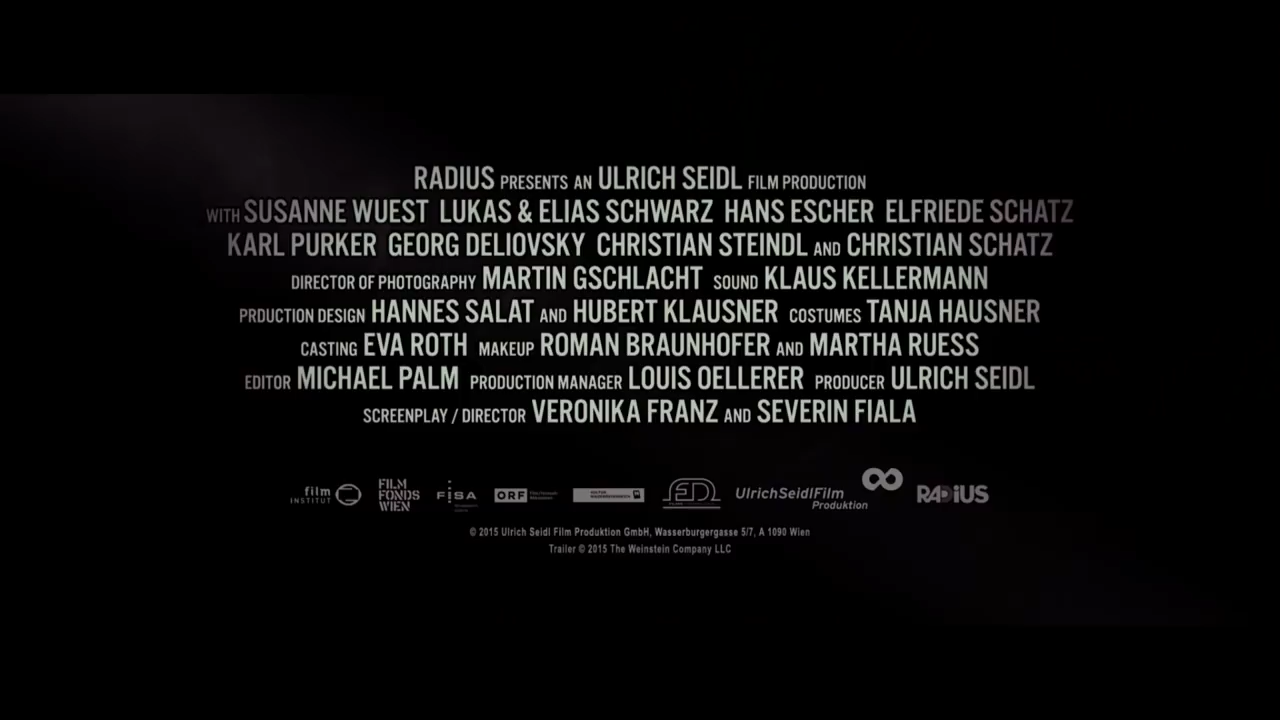 RADIUS PRESENTS AN ULRICH SEIDL FILM PRODUCTION
WITH SUSANNE WUEST LUKAS & ELIAS SCHWARZ HANS ESCHER ELFRIEDE SCHATZ
KARL PURKER GEORG DELIOVSKY CHRISTIAN STEINDL AND CHRISTIAN SCHATZ
DIRECTOR OF PHOTOGRAPHY MARTIN GSCHLACHT SOUND KLAUS KELLERMANN
PRDUCTION DESIGN HANNES SALAT AND HUBERT KLAUSNER COSTUMES TANJA HAUSNER
CASTING EVA ROTH MAKEUP ROMAN BRAUNHOFER AND MARTHA RUESS
EDITOR MICHAEL PALM PRODUCTION MANAGER LOUIS OELLERER PRODUCER ULRICH SEIDL
SCREENPLAY / DIRECTOR VERONIKA FRANZ AND SEVERIN FIALA
film INSTITUT
FILM FONDS WIEN
FISA
ORF
UlrichSeidlFilm Produktion
RADiUS
© 2015 Ulrich Seidl Film Produktion GmbH, Wasserburgergasse 5/7, A 1090 Wien
Trailer © 2015 The Weinstein Company LLC